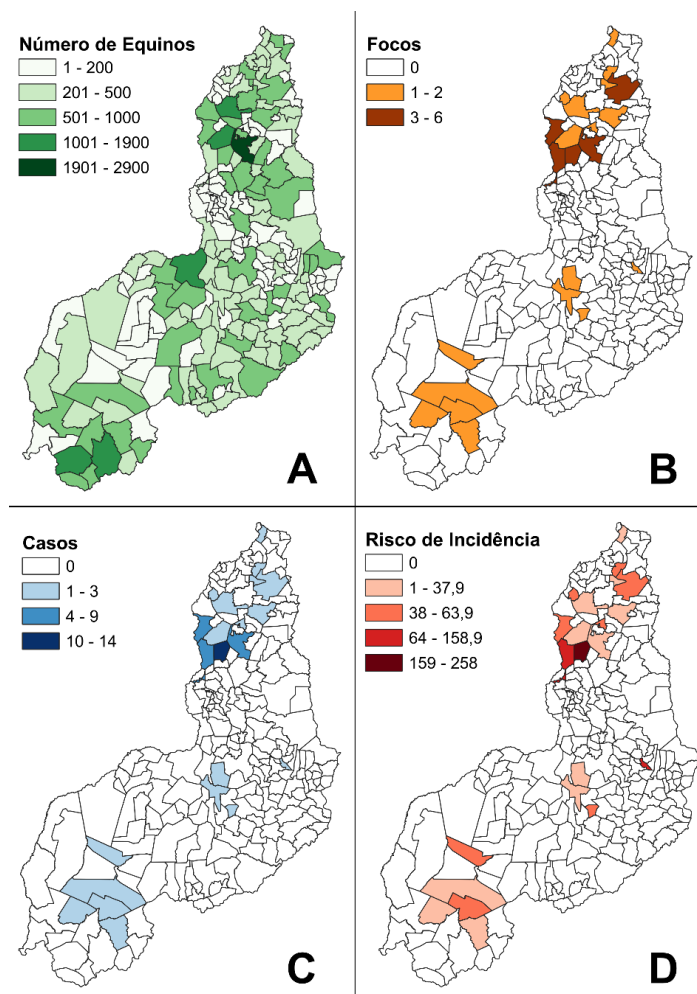 Número de Equinos
1 - 200
201 - 500
501 - 1000
1001 - 1900
1901 - 2900
A
Focos
0
1 - 2
3 - 6
B
Casos
0
1 - 3
4 - 9
10 - 14
C
Risco de Incidência
0
1 - 37,9
38 - 63,9
64 - 158,9
159 - 258
D